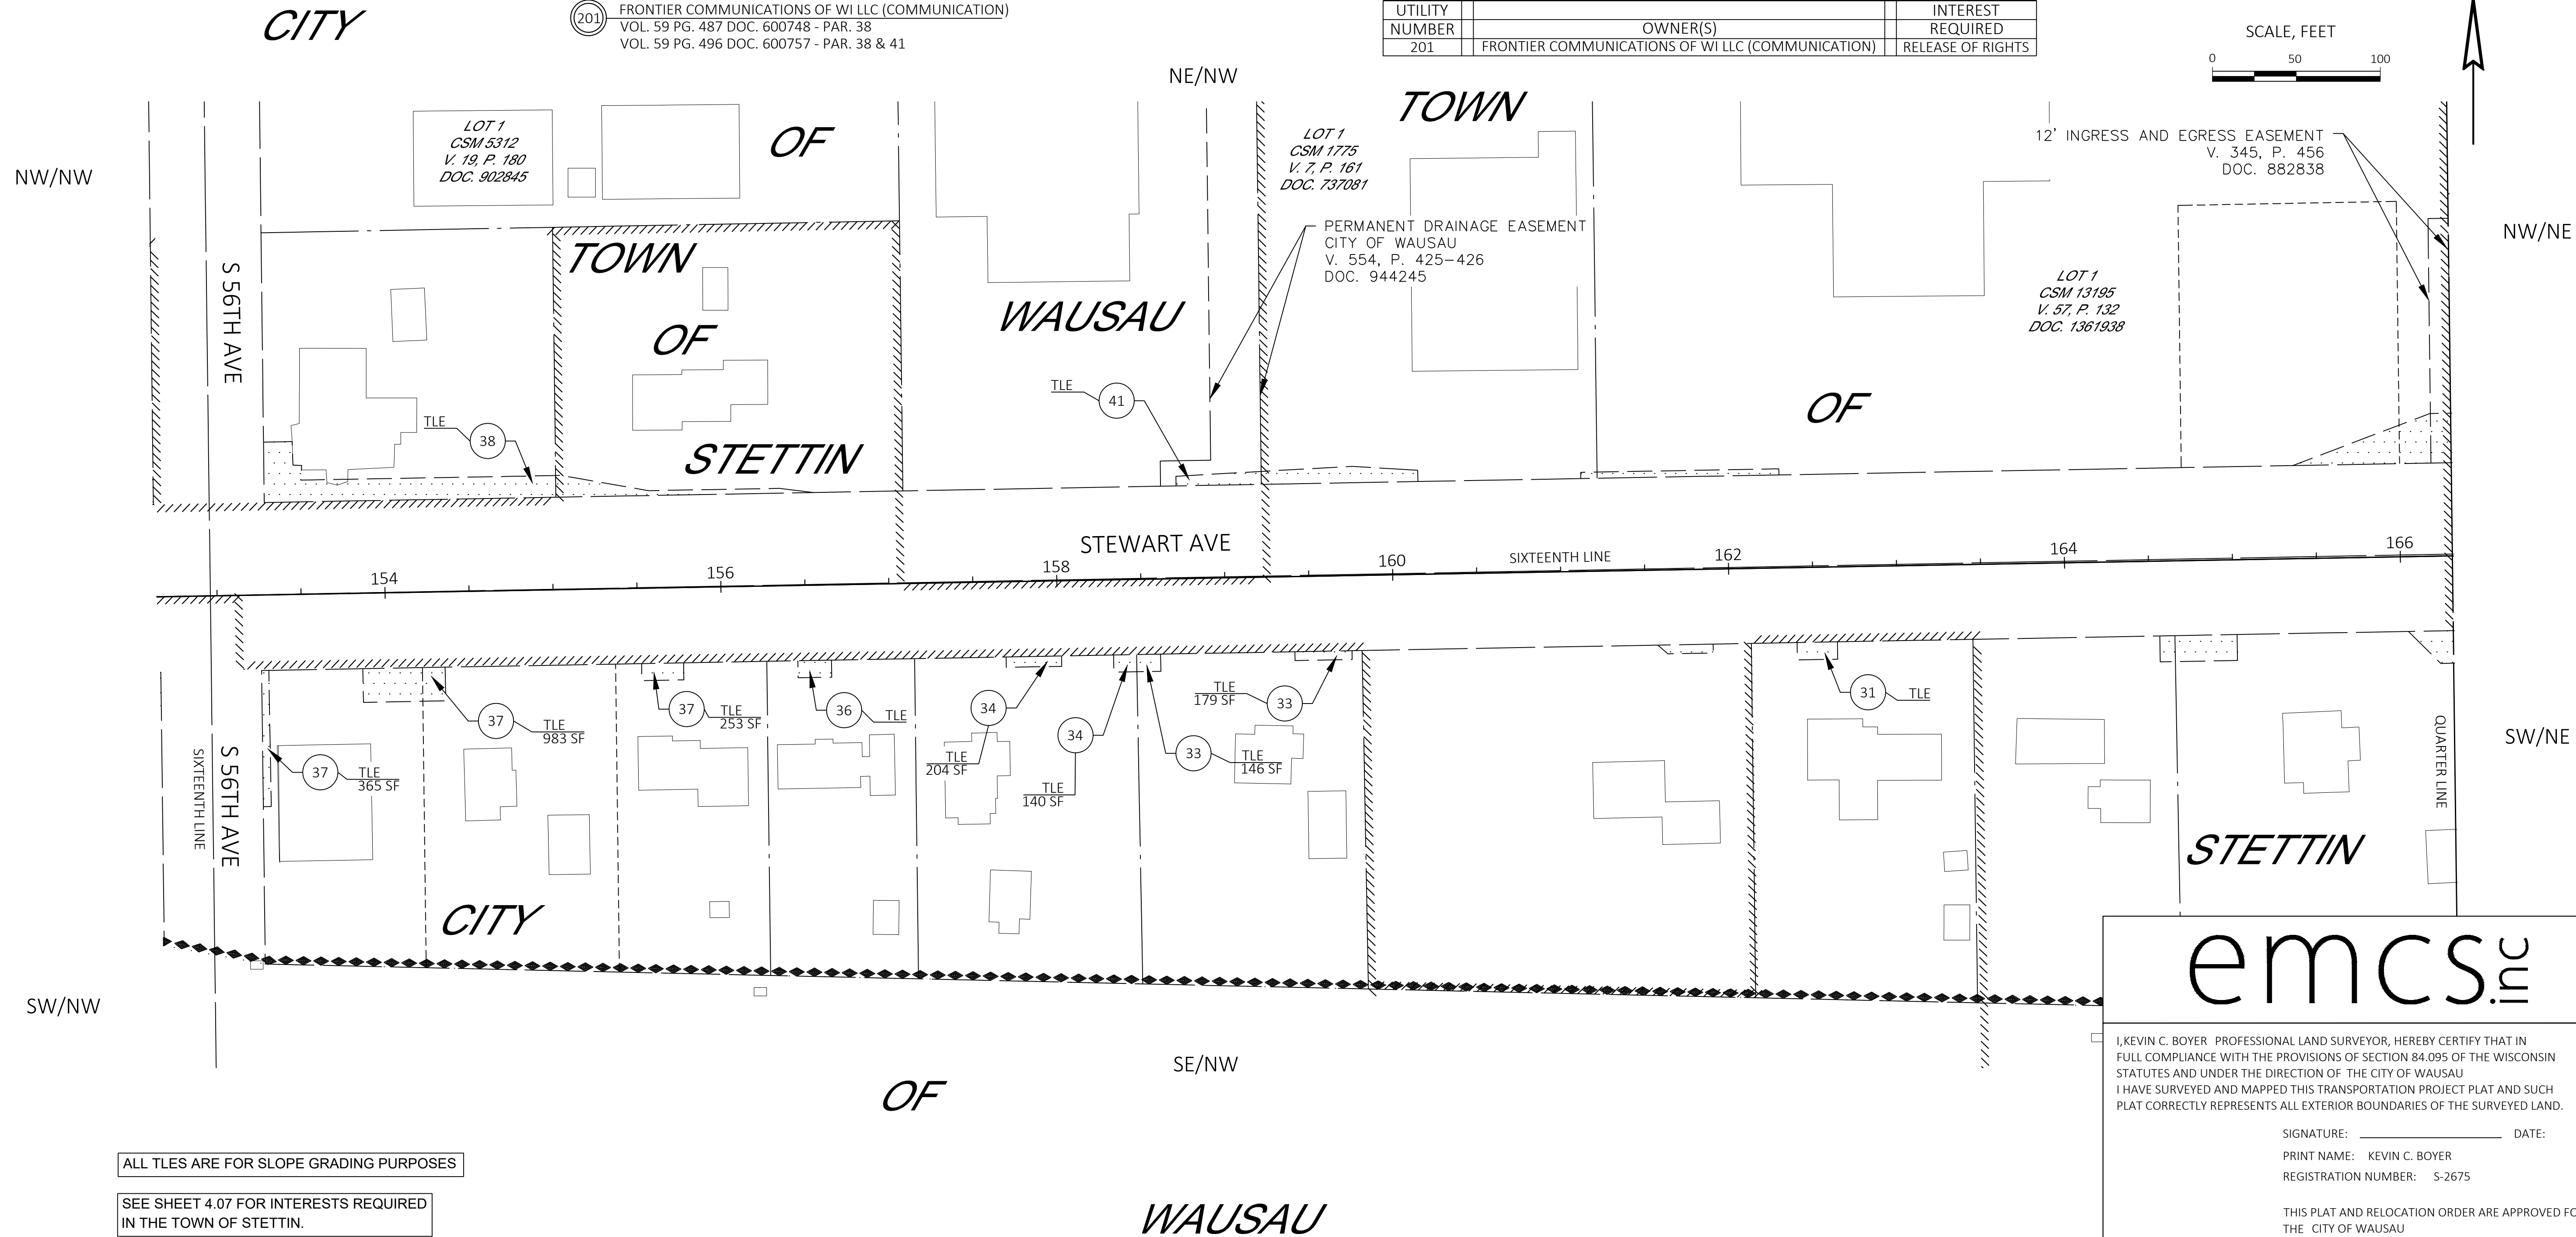 CITY
201
FRONTIER COMMUNICATIONS OF WI LLC (COMMUNICATION)
VOL. 59 PG. 487 DOC. 600748 - PAR. 38
VOL. 59 PG. 496 DOC. 600757 - PAR. 38 & 41
UTILITY NUMBER OWNER(S) INTEREST REQUIRED
201 FRONTIER COMMUNICATIONS OF WI LLC (COMMUNICATION) RELEASE OF RIGHTS
SCALE, FEET
0 50 100
NE/NW
TOWN
OF
LOT 1
CSM 5312
V. 19, P. 180
DOC. 902845
LOT 1
CSM 1775
V. 7, P. 161
DOC. 737081
12' INGRESS AND EGRESS EASEMENT
V. 345, P. 456
DOC. 882838
NW/NW
NW/NE
PERMANENT DRAINAGE EASEMENT
CITY OF WAUSAU
V. 554, P. 425-426
DOC. 944245
TOWN
S 56TH AVE
LOT 1
CSM 13195
V. 57, P. 132
DOC. 1361938
WAUSAU
OF
TLE
41
OF
TLE
38
STETTIN
STEWART AVE
SIXTEENTH LINE
154
156
158
160
162
164
166
37
TLE
983 SF
37
TLE
253 SF
36
TLE
34
TLE
204 SF
34
TLE
140 SF
33
TLE
146 SF
TLE
179 SF
33
31
TLE
37
TLE
365 SF
SIXTEENTH LINE
S 56TH AVE
QUARTER LINE
SW/NE
STETTIN
CITY
SW/NW
SE/NW
OF
WAUSAU
ALL TLES ARE FOR SLOPE GRADING PURPOSES
SEE SHEET 4.07 FOR INTERESTS REQUIRED
IN THE TOWN OF STETTIN.
emcs.inc
I,KEVIN C. BOYER PROFESSIONAL LAND SURVEYOR, HEREBY CERTIFY THAT IN
FULL COMPLIANCE WITH THE PROVISIONS OF SECTION 84.095 OF THE WISCONSIN
STATUTES AND UNDER THE DIRECTION OF THE CITY OF WAUSAU
I HAVE SURVEYED AND MAPPED THIS TRANSPORTATION PROJECT PLAT AND SUCH
PLAT CORRECTLY REPRESENTS ALL EXTERIOR BOUNDARIES OF THE SURVEYED LAND.
SIGNATURE: DATE:
PRINT NAME: KEVIN C. BOYER
REGISTRATION NUMBER: S-2675
THIS PLAT AND RELOCATION ORDER ARE APPROVED
THE CITY OF WAUSAU